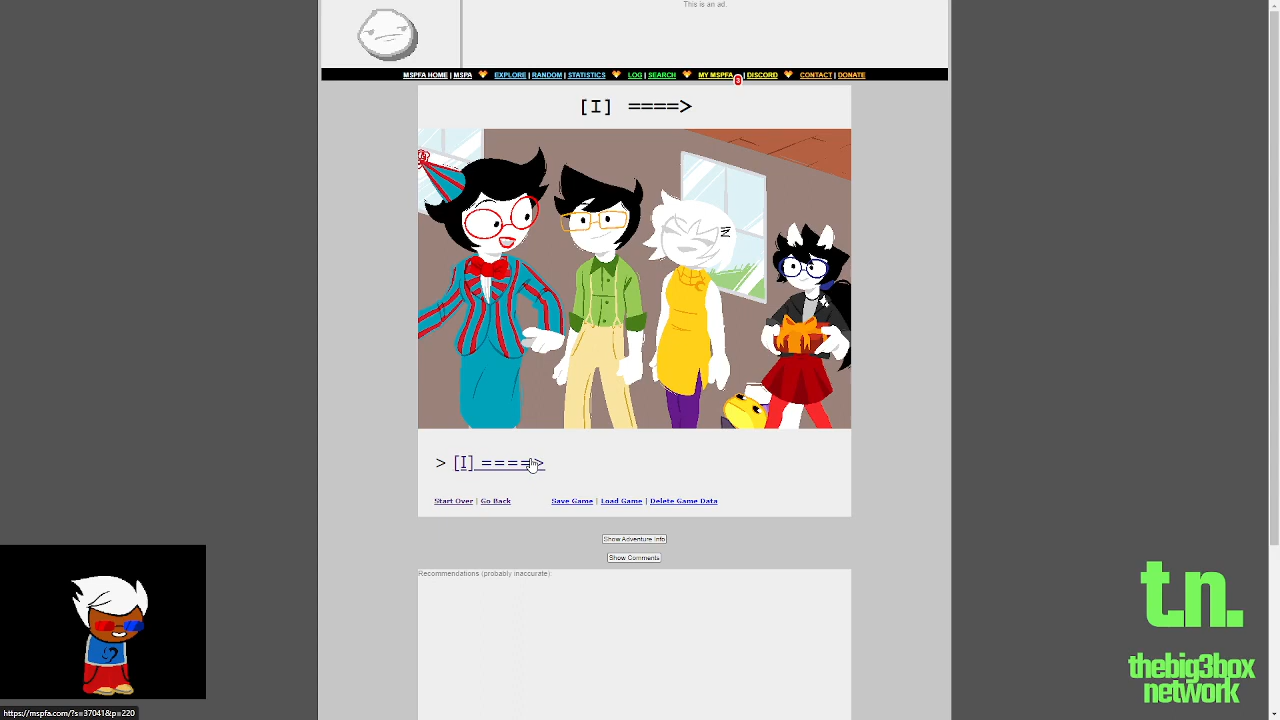 This is an ad.
MSPFA HOME | MSPA EXPLORE | RANDOM | STATISTICS LOG | SEARCH MY MSPFA | DISCORD CONTACT | DONATE
3
[I] ====>
> [I] ====>
Start Over | Go Back Save Game | Load Game | Delete Game Data
Show Adventure Info
Show Comments
Recommendations (probably inaccurate)
t.n.
thebig3box
network
https://mspfa.com/?s=37041&p=220